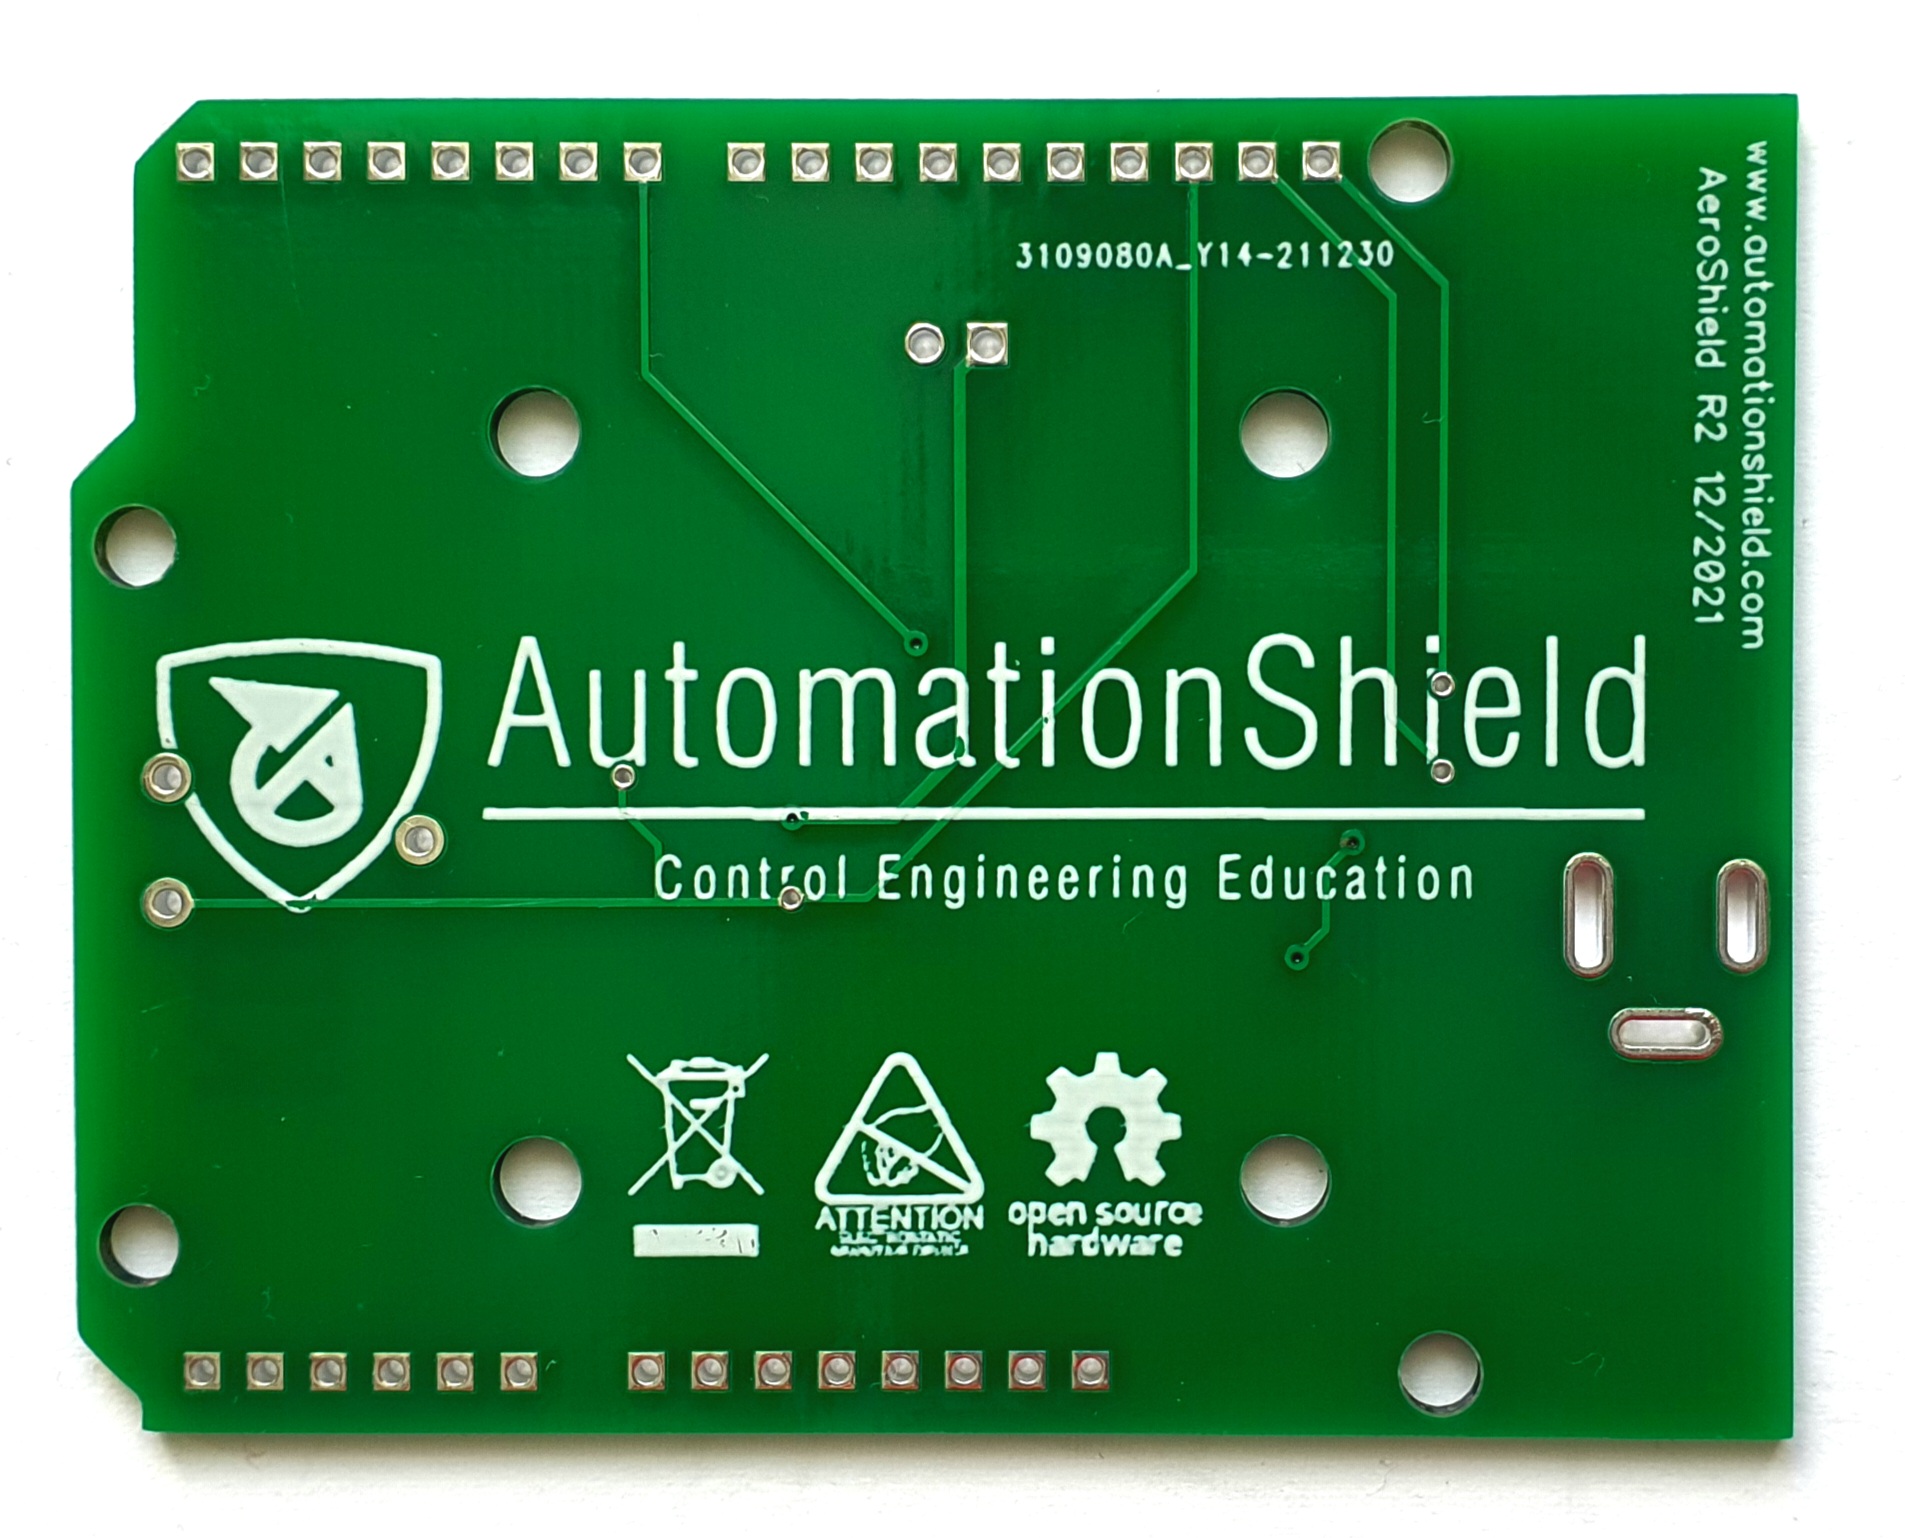 3109080A_Y14-211230
www.automationshield.com
AeroShield R2 12/2021
AutomationShield
Control Engineering Education
ATTENTION
open source
hardware